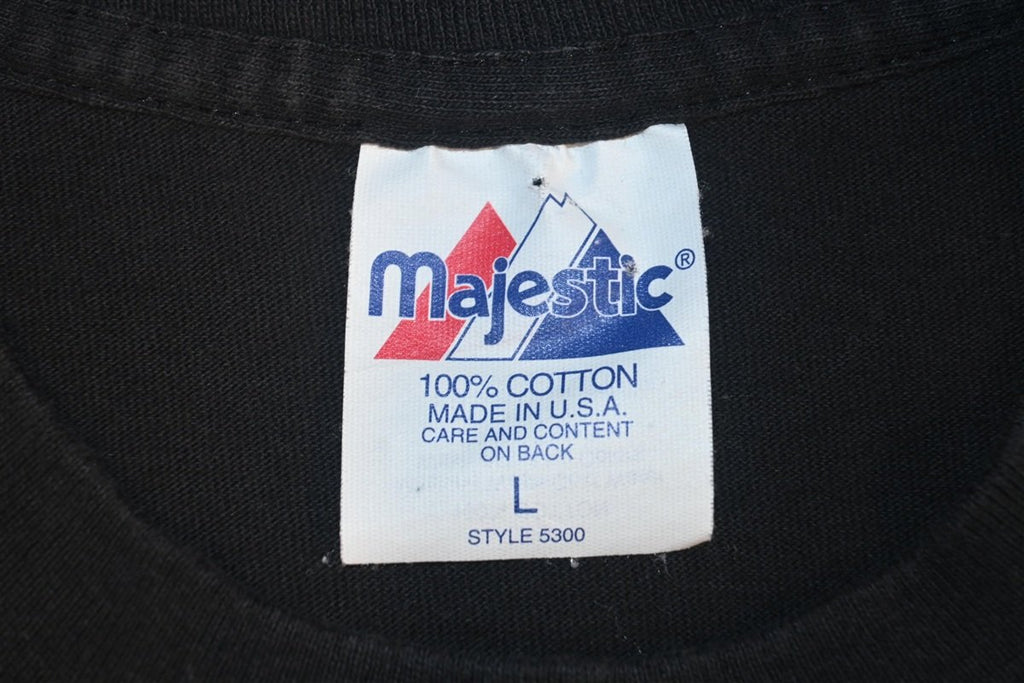 Majestic®
100% COTTON
MADE IN U.S.A.
CARE AND CONTENT
ON BACK
L
STYLE 5300